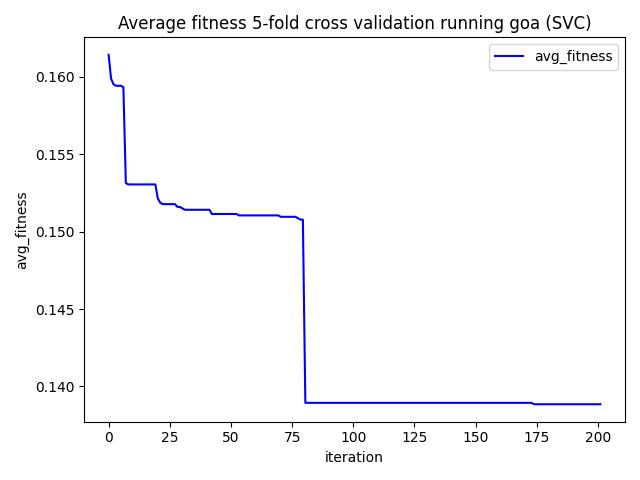 Average fitness 5-fold cross validation running goa (SVC)
avg_fitness
avg_fitness
0.160
0.155
0.150
0.145
0.140
0 25 50 75 100 125 150 175 200
iteration